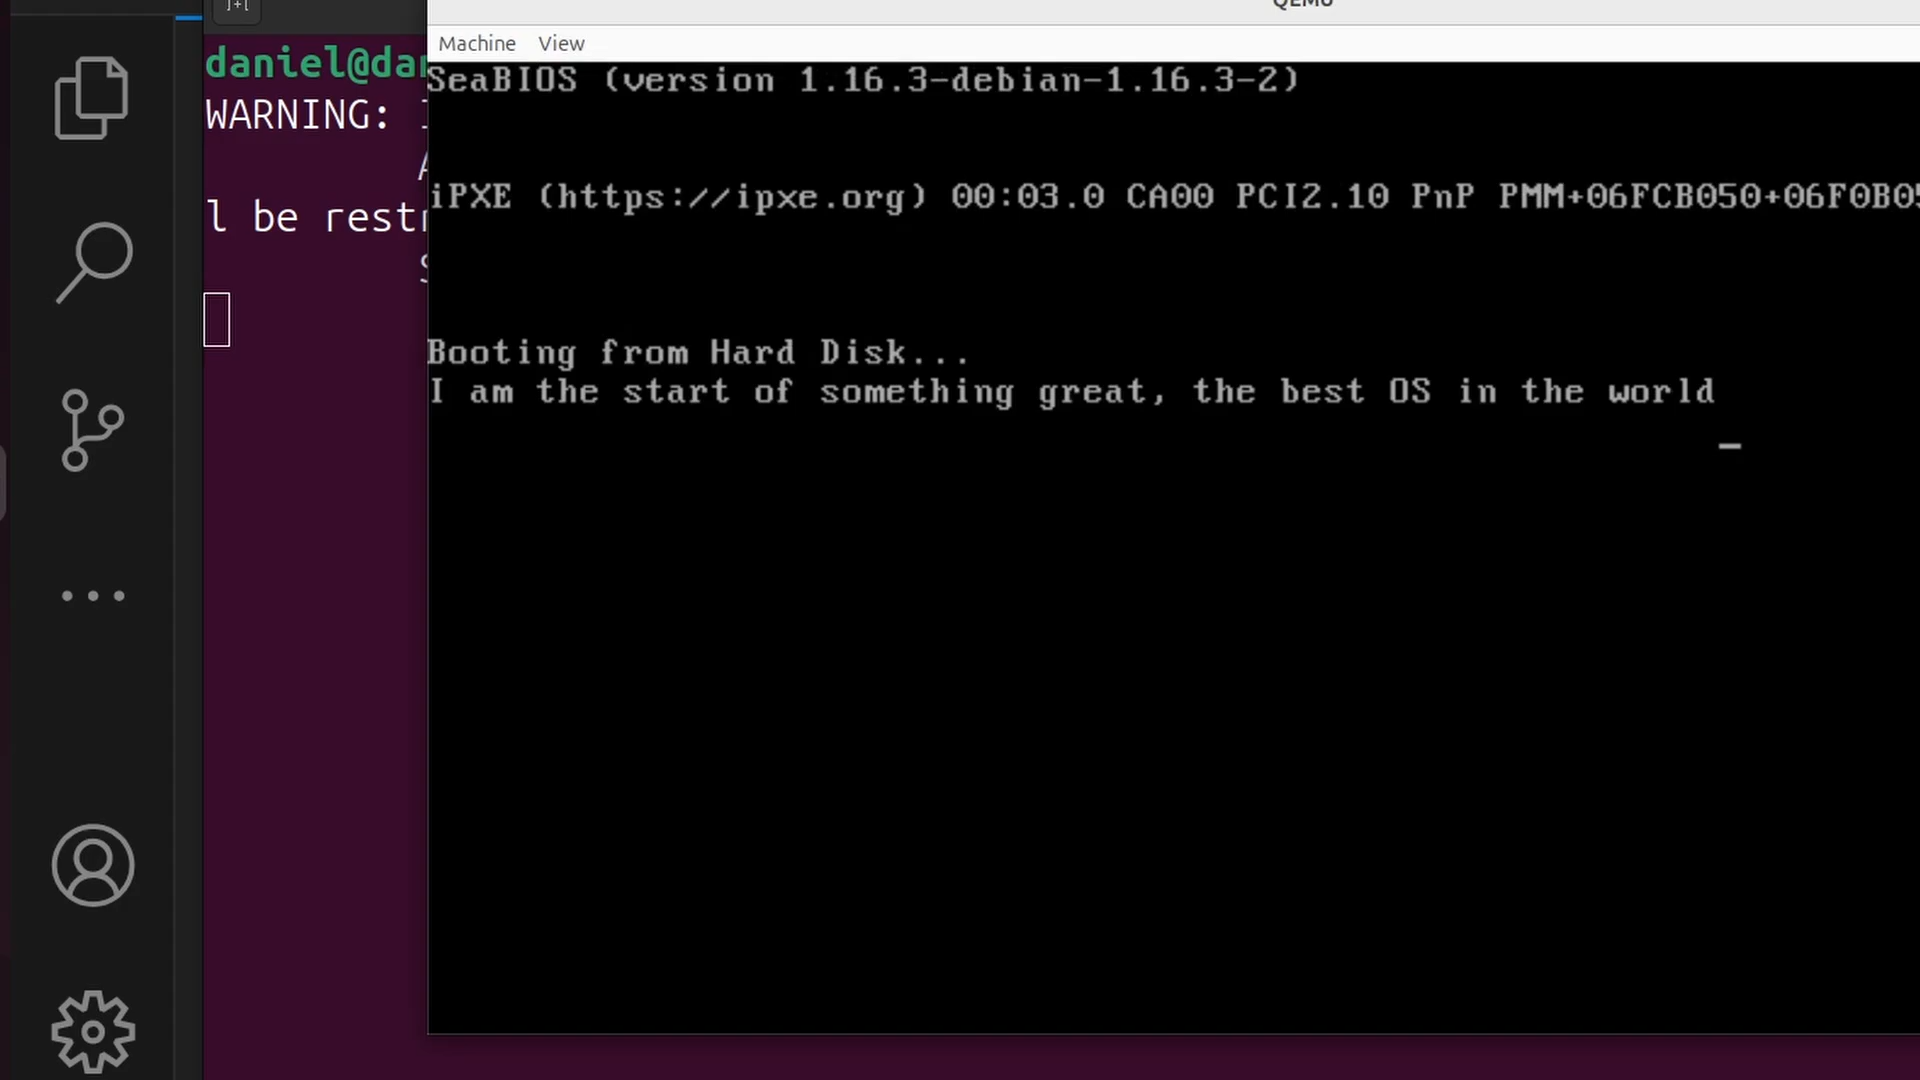 QEMU
Machine View
daniel@da
WARNING:
l be rest
SeaBIOS (version 1.16.3-debian-1.16.3-2)
iPXE (https://ipxe.org) 00:03.0 CA00 PCI2.10 PnP PMM+06FCB050+06F0B05
Booting from Hard Disk...
I am the start of something great, the best OS in the world